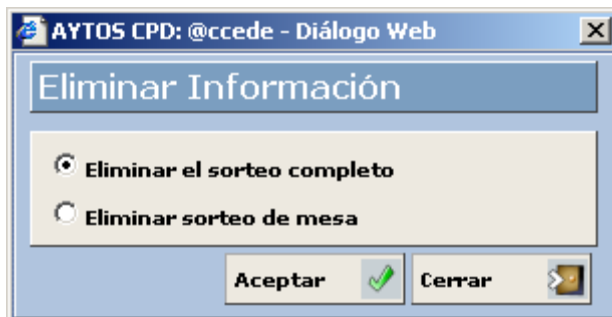 AYTOS CPD: @ccede - Diálogo Web
Eliminar Información
Eliminar el sorteo completo
Eliminar sorteo de mesa
Aceptar Cerrar